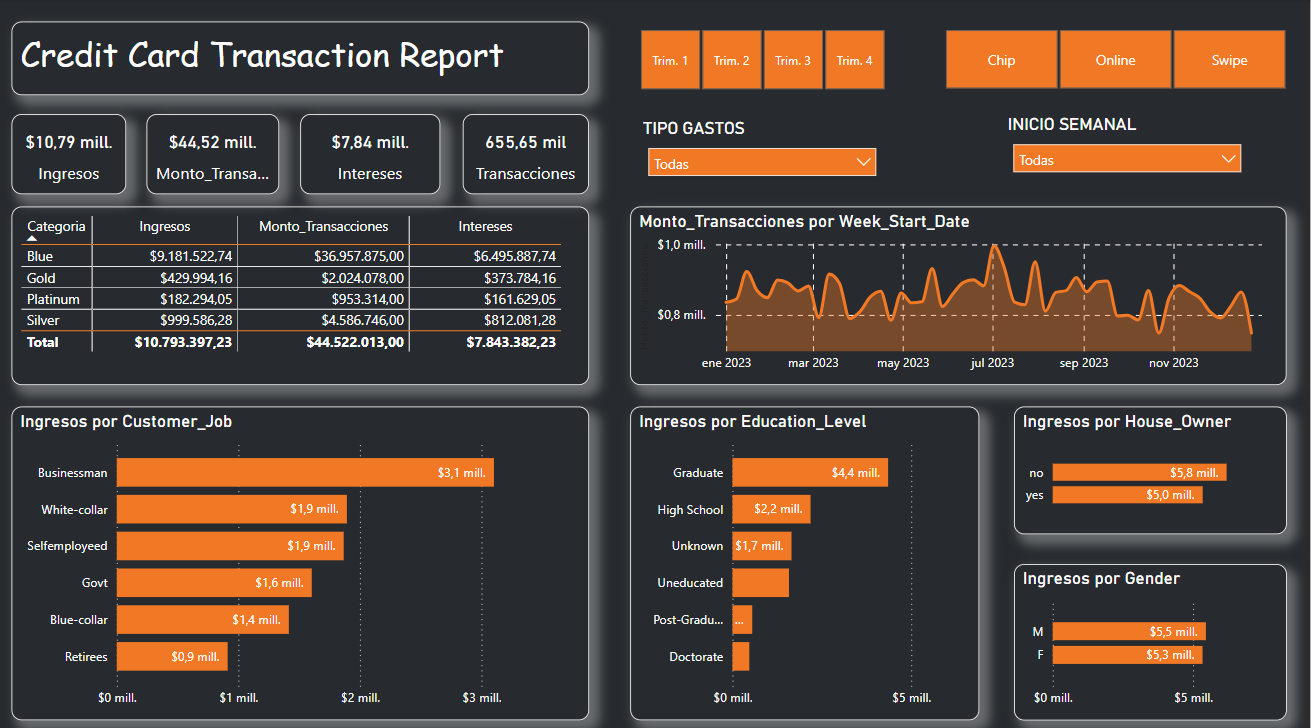 Credit Card Transaction Report
Trim. 1 Trim. 2 Trim. 3 Trim. 4
Chip Online Swipe
$10,79 mill.
Ingresos
$44,52 mill.
Monto_Transa...
$7,84 mill.
Intereses
655,65 mil
Transacciones
TIPO GASTOS
Todas
INICIO SEMANAL
Todas
Categoria Ingresos Monto_Transacciones Intereses
Blue $9.181.522,74 $36.957.875,00 $6.495.887,74
Gold $429.994,16 $2.024.078,00 $373.784,16
Platinum $182.294,05 $953.314,00 $161.629,05
Silver $999.586,28 $4.586.746,00 $812.081,28
Total $10.793.397,23 $44.522.013,00 $7.843.382,23
Monto_Transacciones por Week_Start_Date
$1,0 mill.
$0,8 mill.
ene 2023 mar 2023 may 2023 jul 2023 sep 2023 nov 2023
Ingresos por Customer_Job
Businessman $3,1 mill.
White-collar $1,9 mill.
Selfemployeed $1,9 mill.
Govt $1,6 mill.
Blue-collar $1,4 mill.
Retirees $0,9 mill.
$0 mill. $1 mill. $2 mill. $3 mill.
Ingresos por Education_Level
Graduate $4,4 mill.
High School $2,2 mill.
Unknown $1,7 mill.
Uneducated
Post-Gradu... ...
Doctorate
$0 mill. $5 mill.
Ingresos por House_Owner
no $5,8 mill.
yes $5,0 mill.
Ingresos por Gender
M $5,5 mill.
F $5,3 mill.
$0 mill. $5 mill.